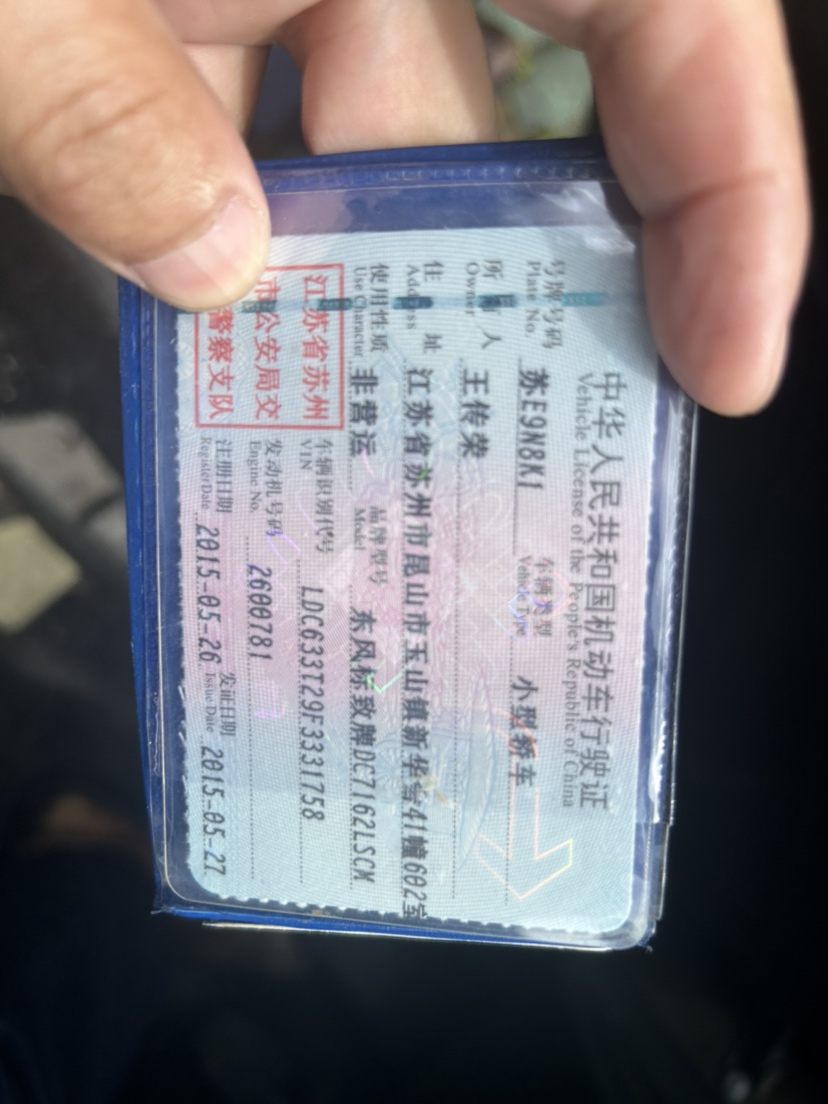 中华人民共和国机动车行驶证
Vehicle License of the People's Republic of China
号牌号码 苏E9N8K1 车辆类型 小型轿车
Plate No. Vehicle Type
所有人 王传荣
Owner
住址 江苏省苏州市昆山市玉山镇新华舍41幢602室
Address
使用性质 非营运 品牌型号 东风标致牌DC7162LSCM
Use Character Model
江苏省苏州
市公安局交
警察支队
车辆识别代号 LDC633T29F3331758
VIN
发动机号码 2600781
Engine No.
注册日期 2015-05-26 发证日期 2015-05-27
Register Date Issue Date